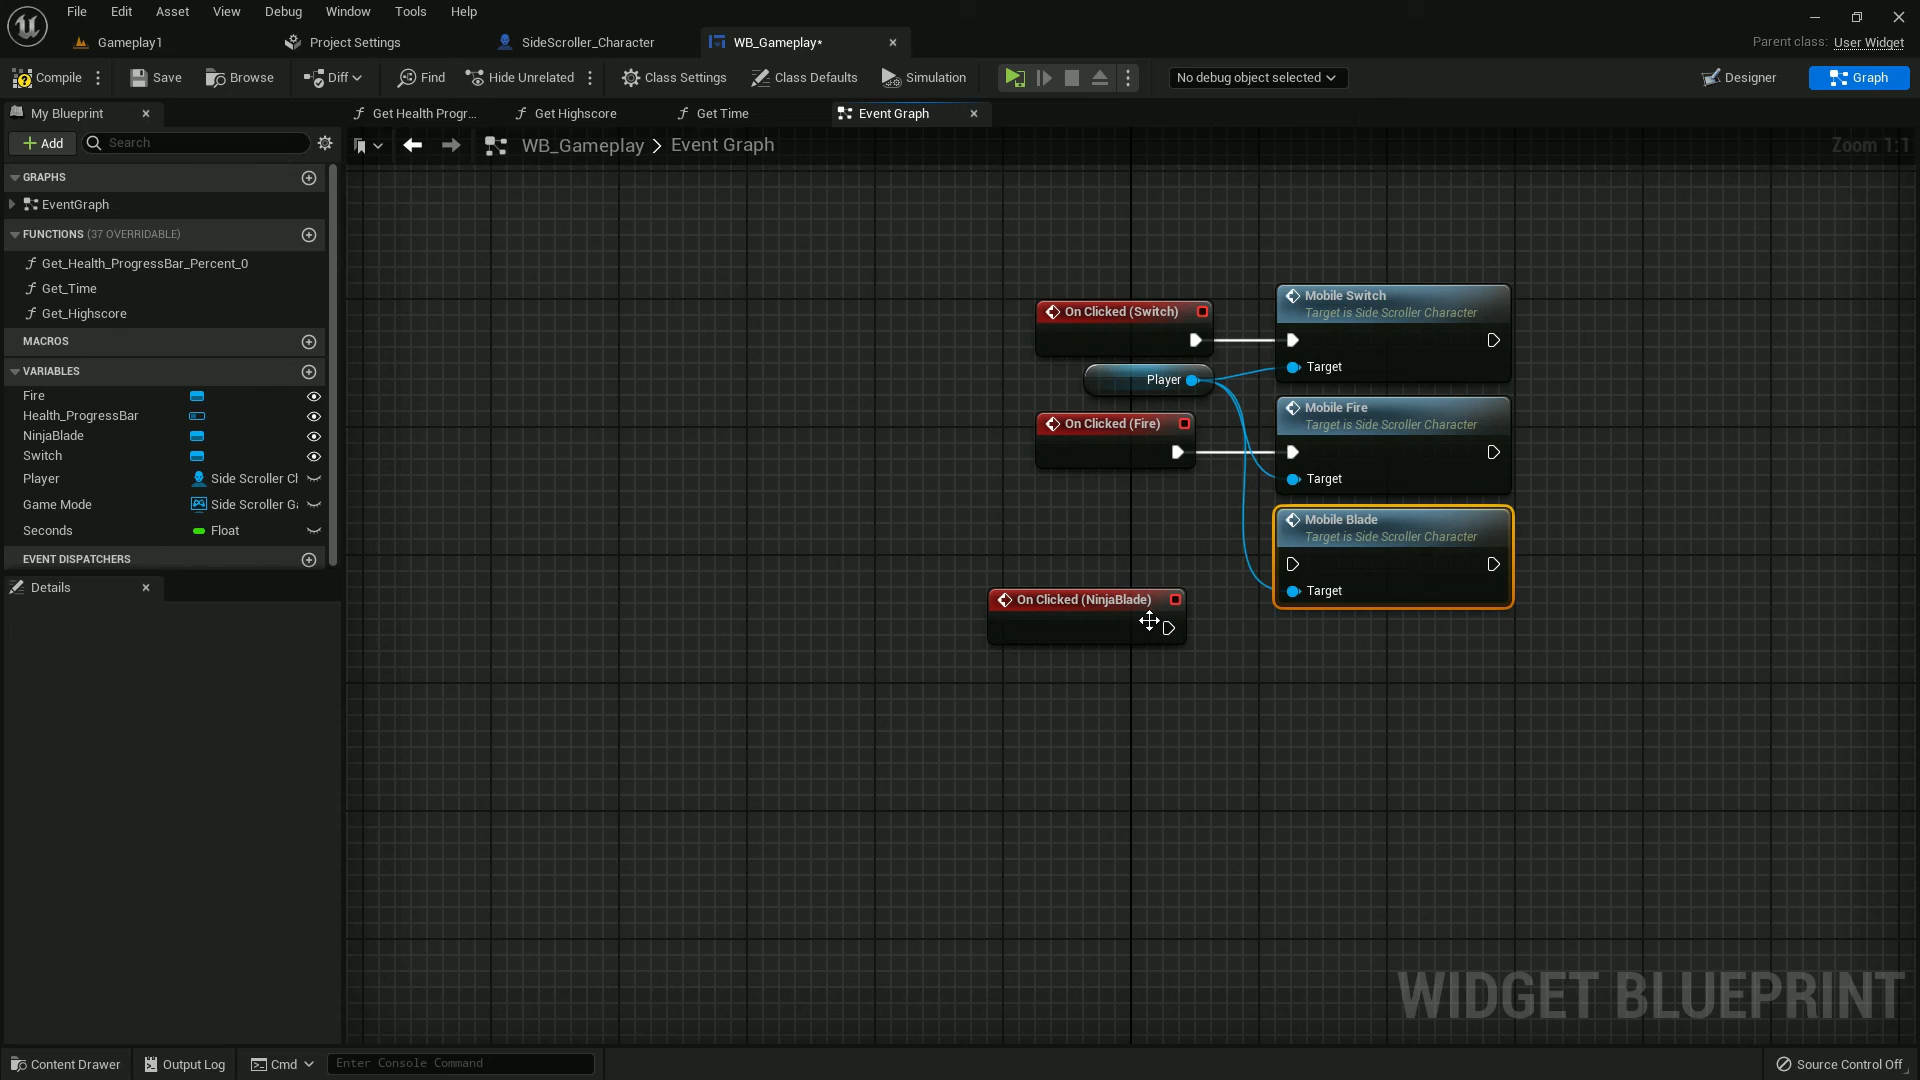 File Edit Asset View Debug Window Tools Help
Gameplay1 Project Settings SideScroller_Character WB_Gameplay* Parent class: User Widget
Compile Save Browse Diff Find Hide Unrelated Class Settings Class Defaults Simulation No debug object selected Designer Graph
My Blueprint Get Health Progr... Get Highscore Get Time Event Graph
Add Search WB_Gameplay > Event Graph Zoom 1:1
GRAPHS
EventGraph
FUNCTIONS (37 OVERRIDABLE)
Get_Health_ProgressBar_Percent_0
Get_Time
Get_Highscore
MACROS
VARIABLES
Fire
Health_ProgressBar
NinjaBlade
Switch
Player Side Scroller Cl
Game Mode Side Scroller Ga
Seconds Float
EVENT DISPATCHERS
Details
On Clicked (Switch)
Mobile Switch
Target is Side Scroller Character
Target
Player
On Clicked (Fire)
Mobile Fire
Target is Side Scroller Character
Target
Mobile Blade
Target is Side Scroller Character
Target
On Clicked (NinjaBlade)
WIDGET BLUEPRINT
Content Drawer Output Log Cmd Enter Console Command Source Control Off